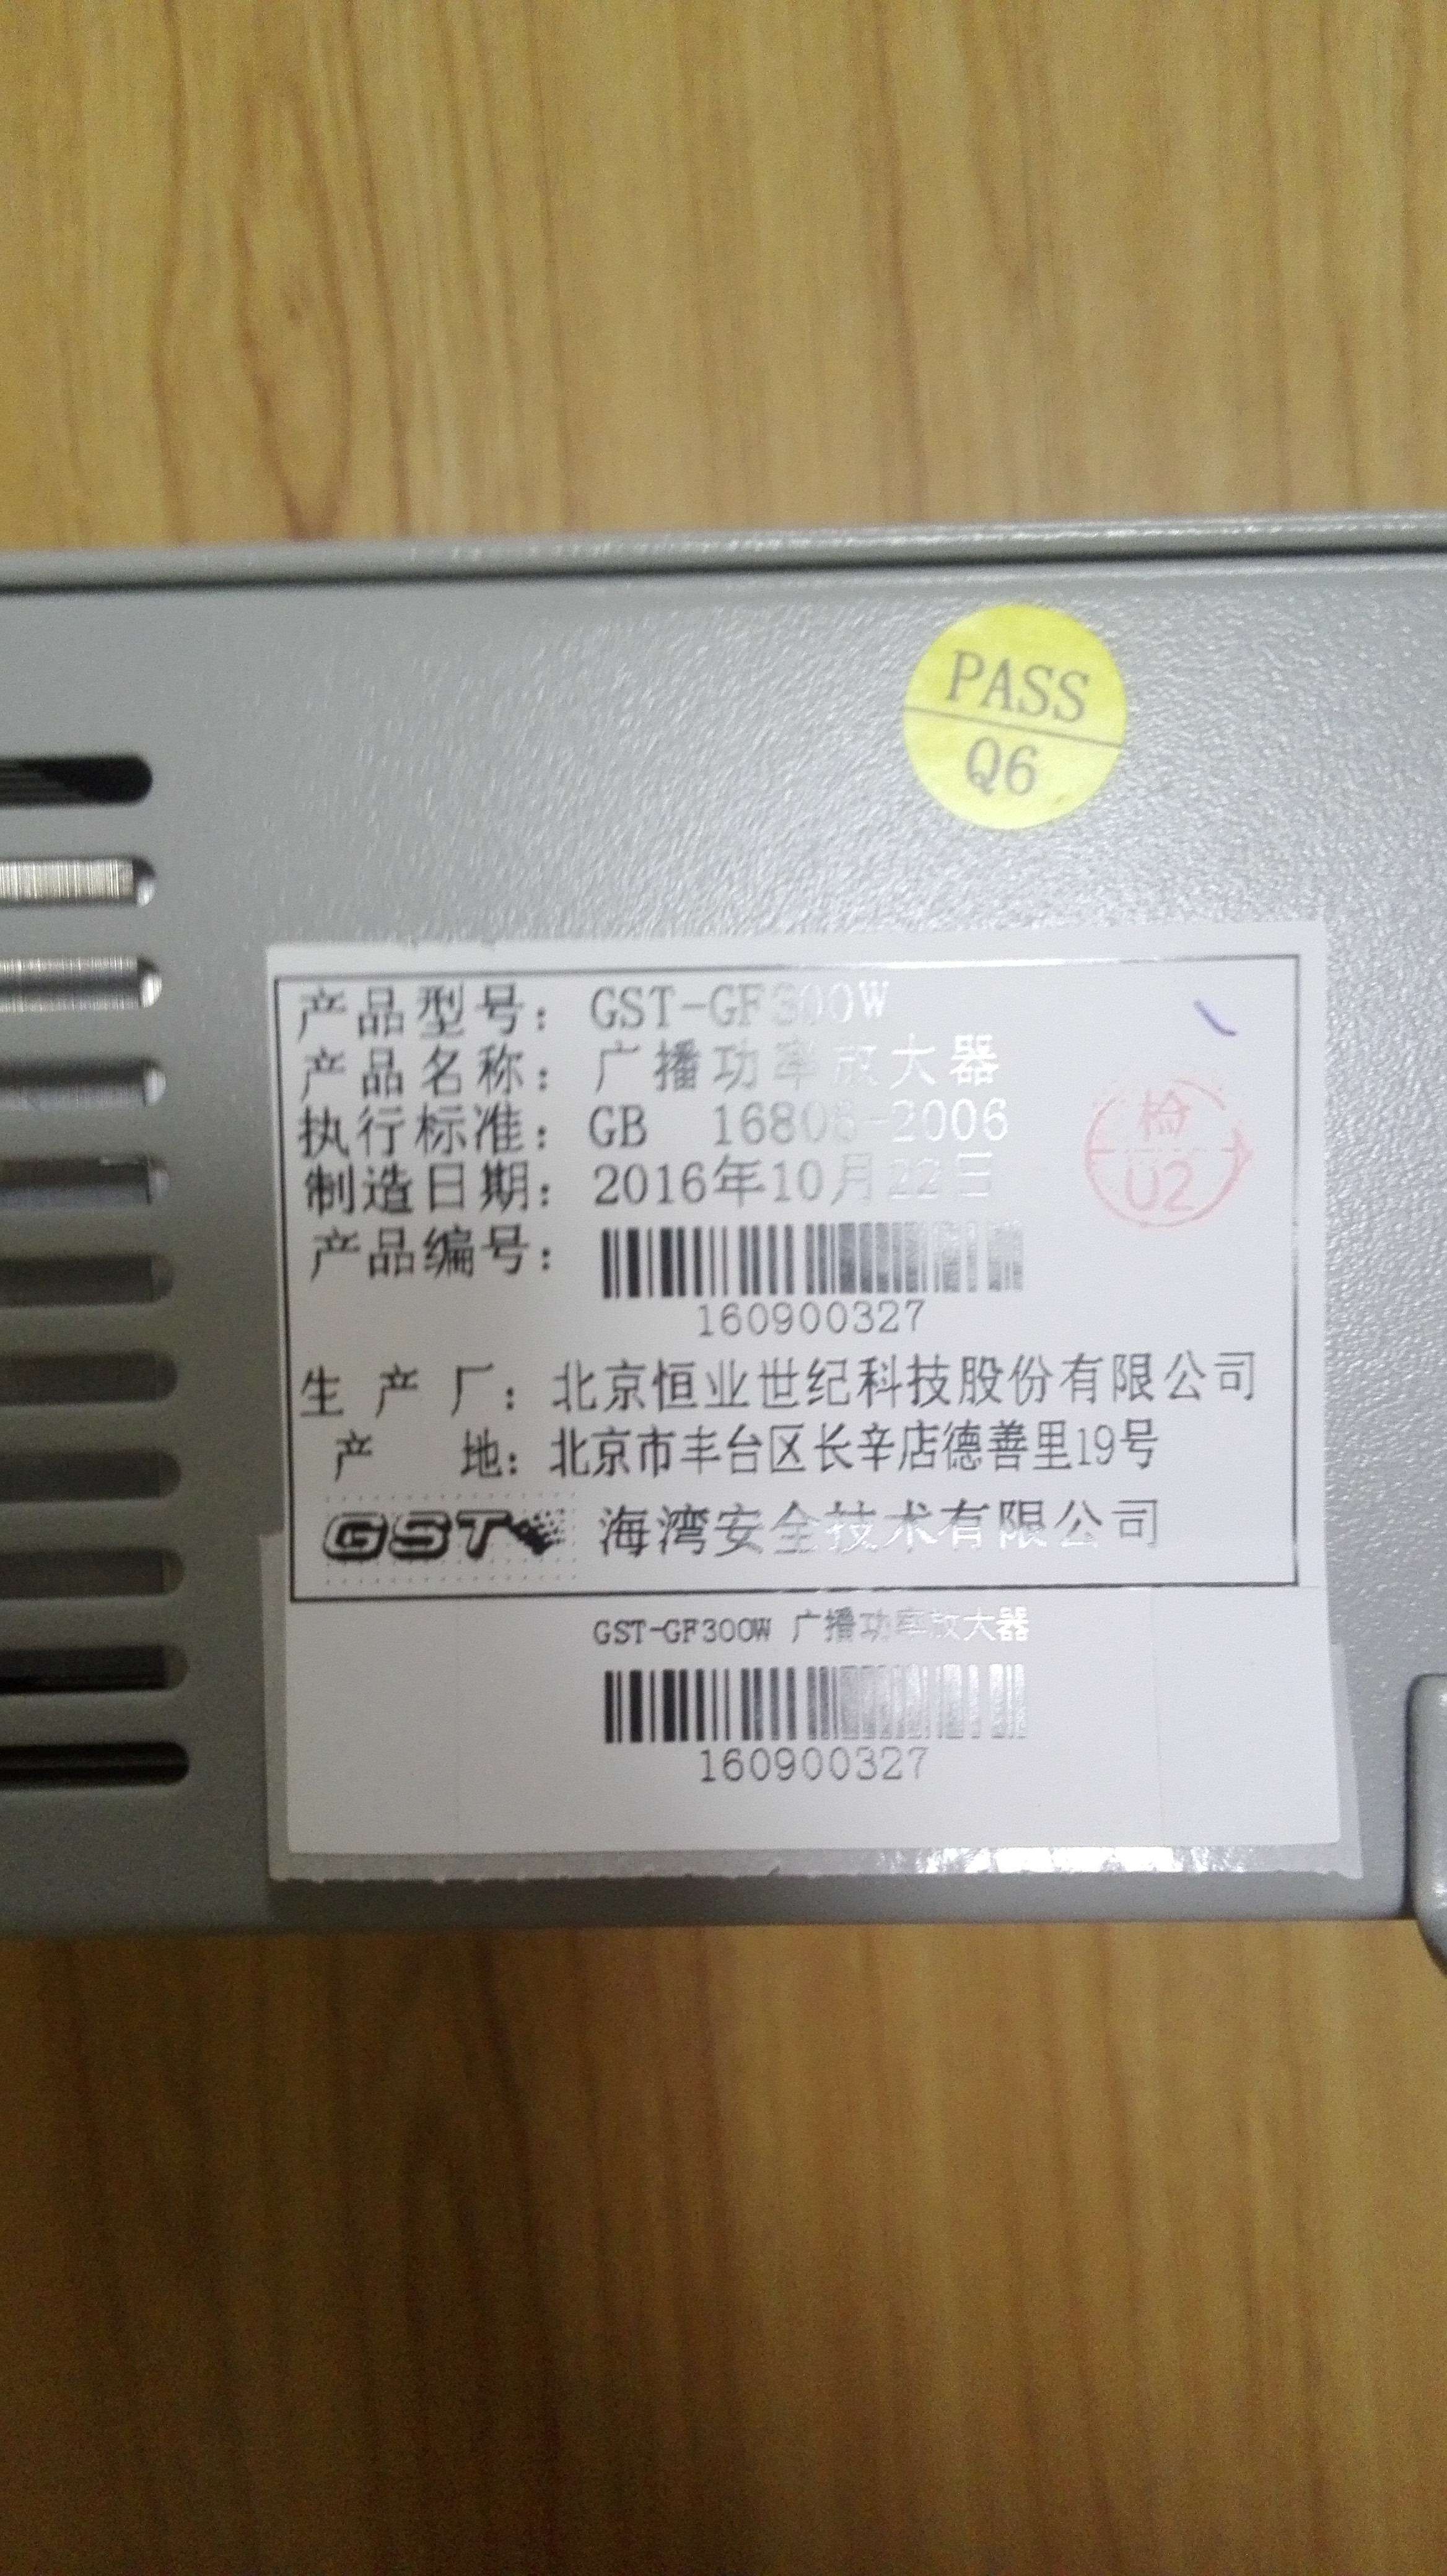 PASS
Q6
产品型号: GST-GF300W
产品名称: 广播功率放大器
执行标准: GB 16806-2006
制造日期: 2016年10月22日
检
02
产品编号:
160900327
生产厂: 北京恒业世纪科技股份有限公司
产地: 北京市丰台区长辛店德善里19号
GST 海湾安全技术有限公司
GST-GF300W 广播功率放大器
160900327